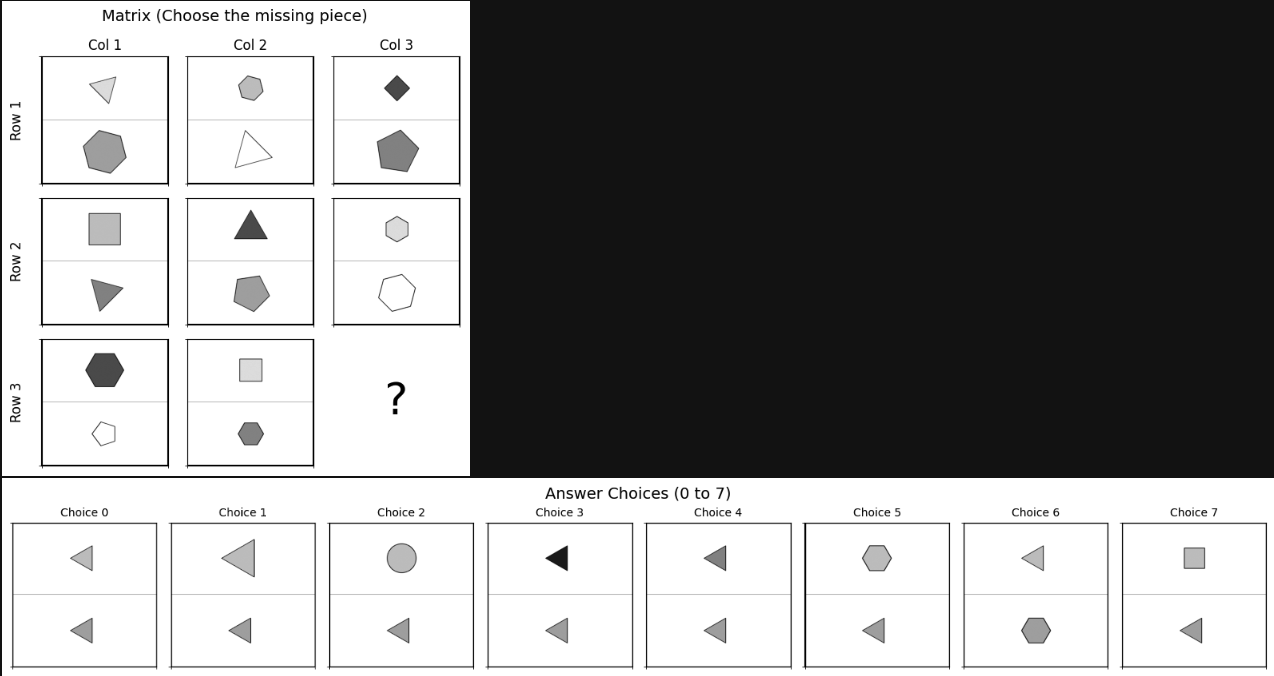 Matrix (Choose the missing piece)
Col 1 Col 2 Col 3
Row 1
Row 2
Row 3
?
Answer Choices (0 to 7)
Choice 0 Choice 1 Choice 2 Choice 3 Choice 4 Choice 5 Choice 6 Choice 7